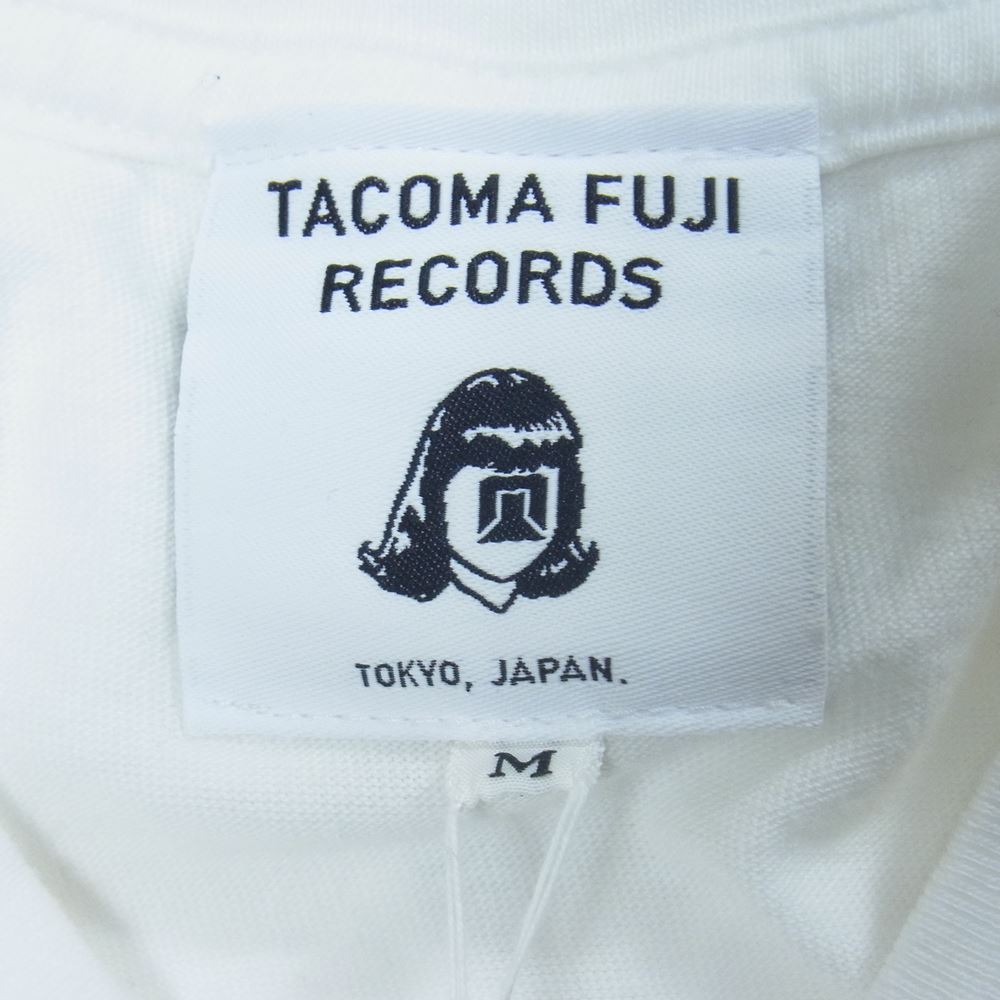 TACOMA FUJI
RECORDS
TOKYO, JAPAN.
M